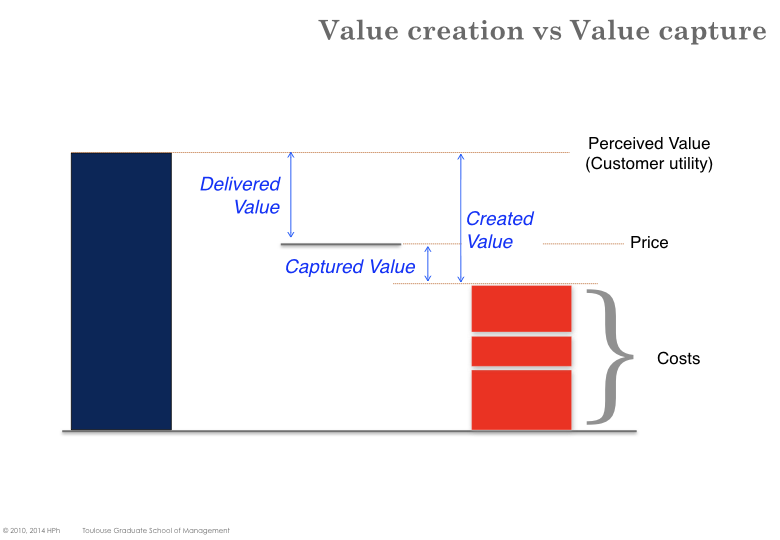 Value creation vs Value capture
Perceived Value
(Customer utility)
Delivered
Value
Created
Value
Price
Captured Value
Costs
© 2010, 2014 HPh Toulouse Graduate School of Management